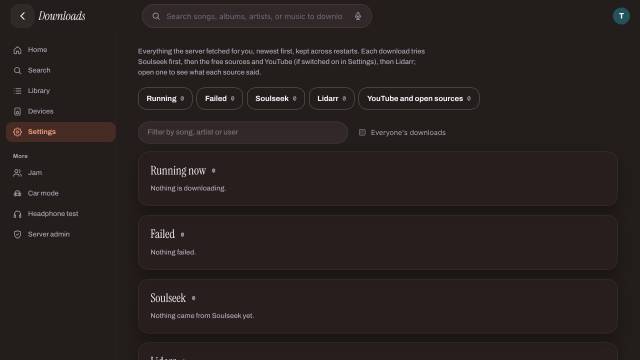 Downloads
Search songs, albums, artists, or music to downlo
T
Home
Search
Library
Devices
Settings
More
Jam
Car mode
Headphone test
Server admin
Everything the server fetched for you, newest first, kept across restarts. Each download tries
Soulseek first, then the free sources and YouTube (if switched on in Settings), then Lidarr;
open one to see what each source said.
Running 0
Failed 0
Soulseek 0
Lidarr 0
YouTube and open sources 0
Filter by song, artist or user
Everyone's downloads
Running now 0
Nothing is downloading.
Failed 0
Nothing failed.
Soulseek 0
Nothing came from Soulseek yet.
Lidarr 0